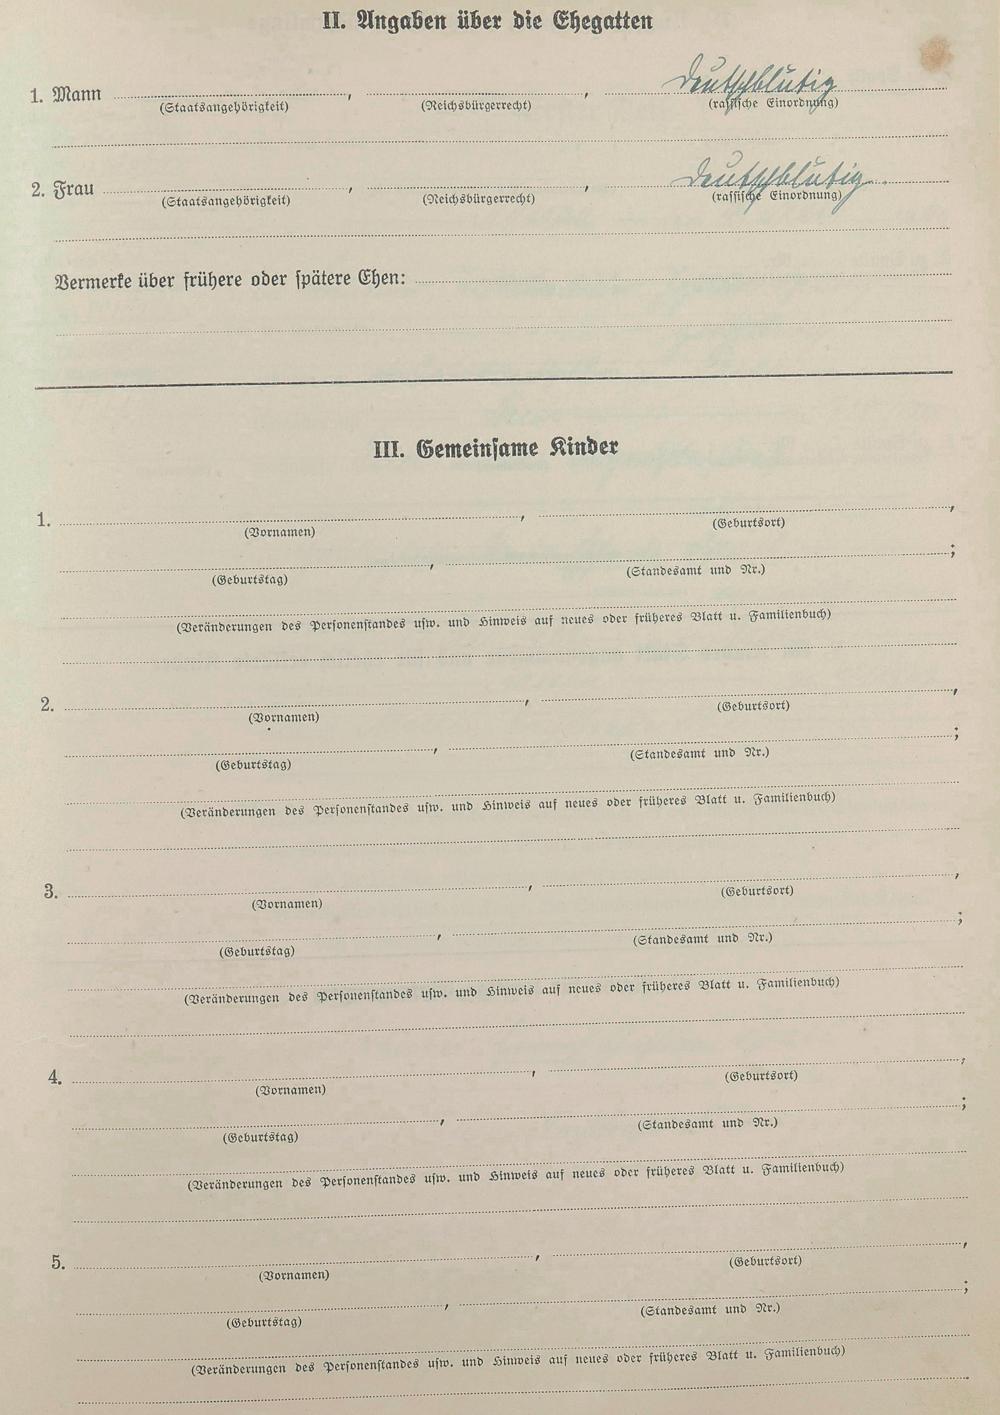 II. Angaben über die Ehegatten
1. Mann , , deutschblütig
(Staatsangehörigkeit) (Reichsbürgerrecht) (rassische Einordnung)
2. Frau , , deutschblütig
(Staatsangehörigkeit) (Reichsbürgerrecht) (rassische Einordnung)
Vermerke über frühere oder spätere Ehen:
III. Gemeinsame Kinder
1. , ,
(Vornamen) (Geburtsort)
, ;
(Geburtstag) (Standesamt und Nr.)
(Veränderungen des Personenstandes usw. und Hinweis auf neues oder früheres Blatt u. Familienbuch)
2. , ,
(Vornamen) (Geburtsort)
, ;
(Geburtstag) (Standesamt und Nr.)
(Veränderungen des Personenstandes usw. und Hinweis auf neues oder früheres Blatt u. Familienbuch)
3. , ,
(Vornamen) (Geburtsort)
, ;
(Geburtstag) (Standesamt und Nr.)
(Veränderungen des Personenstandes usw. und Hinweis auf neues oder früheres Blatt u. Familienbuch)
4. , ,
(Vornamen) (Geburtsort)
, ;
(Geburtstag) (Standesamt und Nr.)
(Veränderungen des Personenstandes usw. und Hinweis auf neues oder früheres Blatt u. Familienbuch)
5. , ,
(Vornamen) (Geburtsort)
, ;
(Geburtstag) (Standesamt und Nr.)
(Veränderungen des Personenstandes usw. und Hinweis auf neues oder früheres Blatt u. Familienbuch)